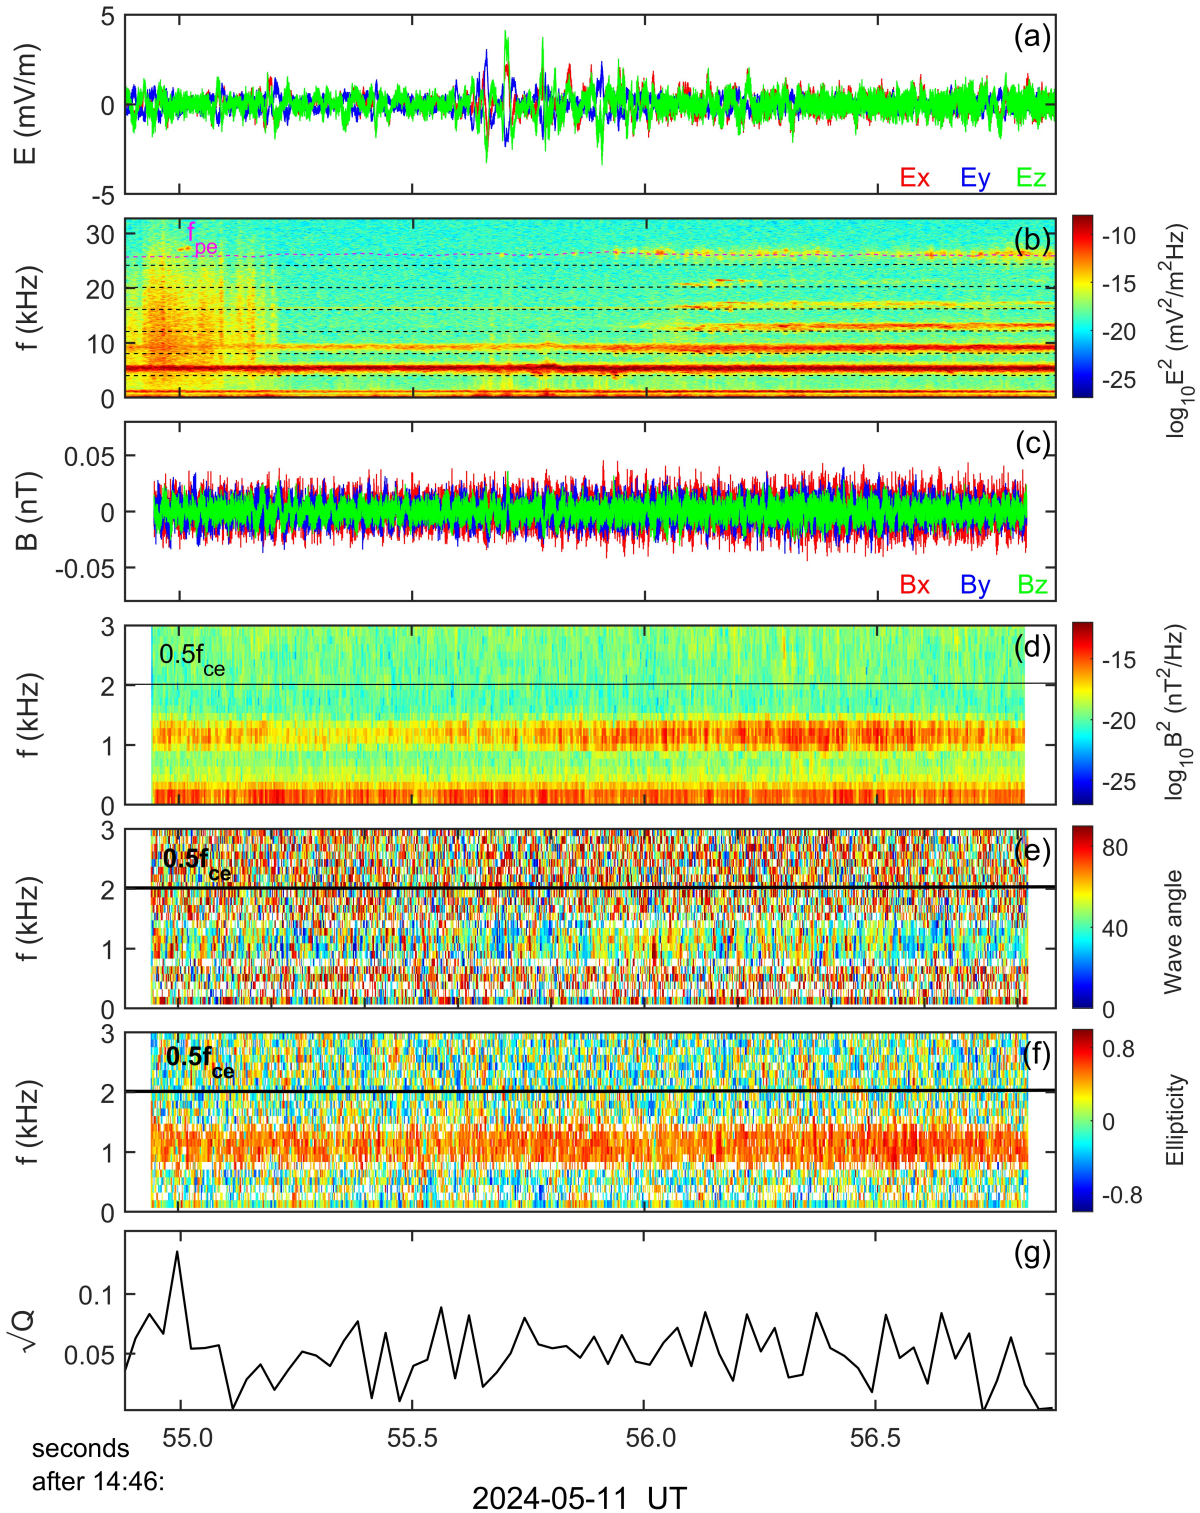 5
0
-5
E (mV/m)
(a)
Ex Ey Ez
30
20
10
0
f (kHz)
fpe
(b)
-10
-15
-20
-25
log10E2 (mV2/m2Hz)
0.05
0
-0.05
B (nT)
(c)
Bx By Bz
3
2
1
0
f (kHz)
0.5fce
(d)
-15
-20
-25
log10B2 (nT2/Hz)
3
2
1
0
f (kHz)
0.5fce
(e)
80
40
0
Wave angle
3
2
1
0
f (kHz)
0.5fce
(f)
0.8
0
-0.8
Ellipticity
0.1
0.05
√Q
(g)
55.0 55.5 56.0 56.5
seconds
after 14:46:
2024-05-11 UT